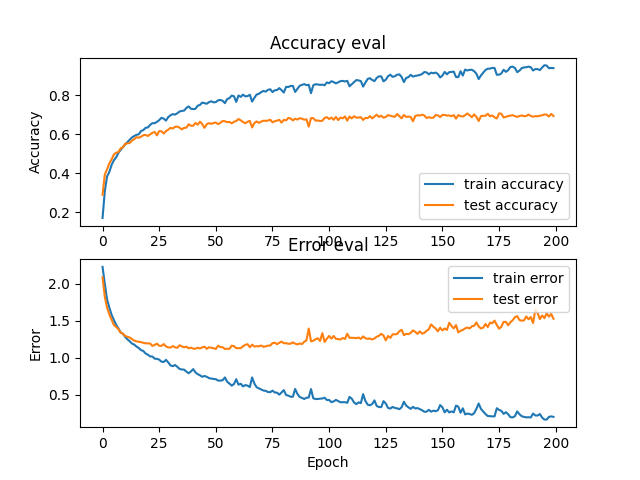 Accuracy eval
Accuracy
0.8
0.6
0.4
0.2
train accuracy
test accuracy
0 25 50 75 100 125 150 175 200
Error eval
Error
2.0
1.5
1.0
0.5
train error
test error
0 25 50 75 100 125 150 175 200
Epoch